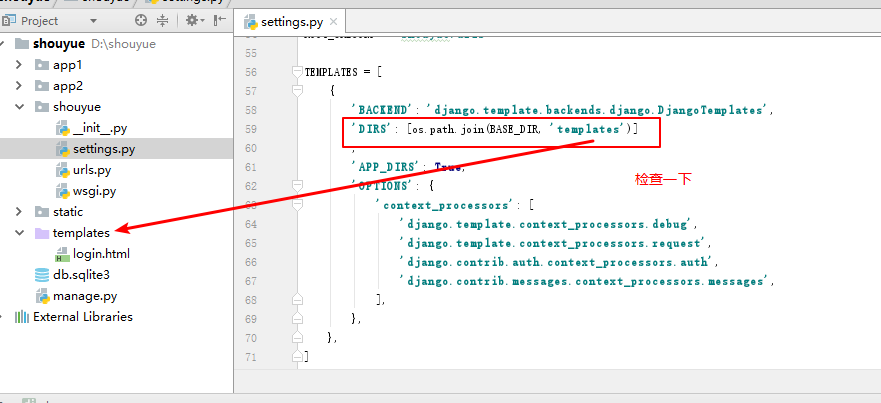 Project
settings.py
shouyue D:\shouyue
app1
app2
shouyue
__init__.py
settings.py
urls.py
wsgi.py
static
templates
login.html
db.sqlite3
manage.py
External Libraries
55
56 TEMPLATES = [
57 {
58 'BACKEND': 'django.template.backends.django.DjangoTemplates',
59 'DIRS': [os.path.join(BASE_DIR, 'templates')]
60 ,
61 'APP_DIRS': True,
检查一下
62 'OPTIONS': {
63 'context_processors': [
64 'django.template.context_processors.debug',
65 'django.template.context_processors.request',
66 'django.contrib.auth.context_processors.auth',
67 'django.contrib.messages.context_processors.messages',
68 ],
69 },
70 },
71 ]